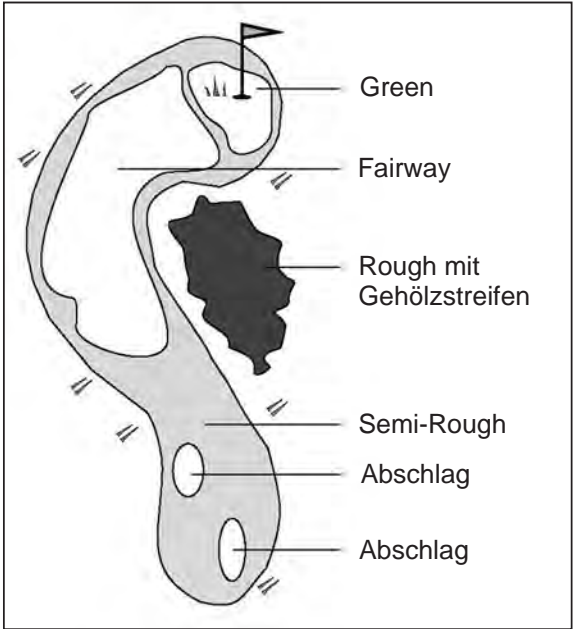 Green
Fairway
Rough mit
Gehölzstreifen
Semi-Rough
Abschlag
Abschlag